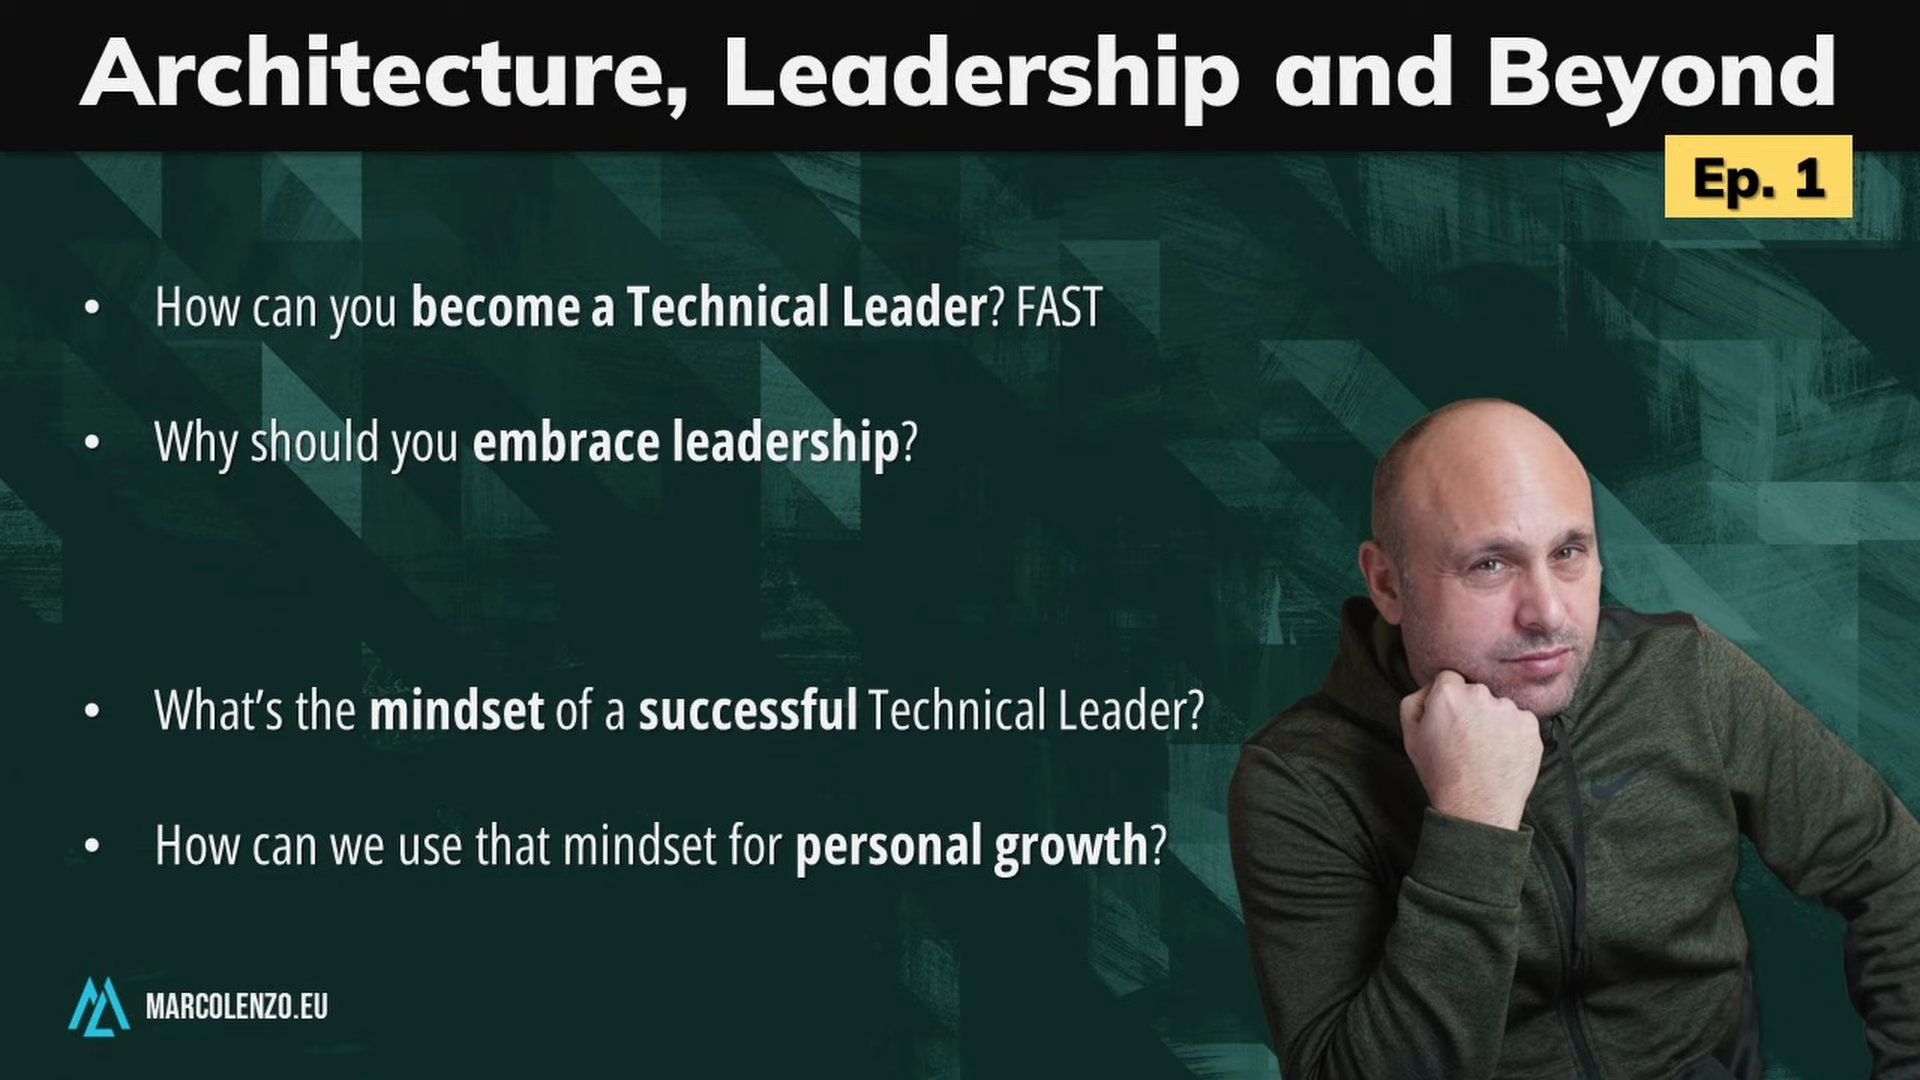 Architecture, Leadership and Beyond
Ep. 1
• How can you become a Technical Leader? FAST
• Why should you embrace leadership?
• What’s the mindset of a successful Technical Leader?
• How can we use that mindset for personal growth?
MARCOLENZO.EU